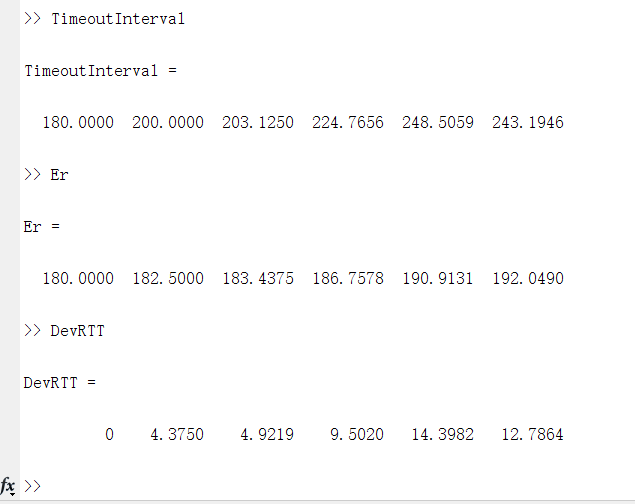 >> TimeoutInterval
TimeoutInterval =
180.0000 200.0000 203.1250 224.7656 248.5059 243.1946
>> Er
Er =
180.0000 182.5000 183.4375 186.7578 190.9131 192.0490
>> DevRTT
DevRTT =
0 4.3750 4.9219 9.5020 14.3982 12.7864
fx >>